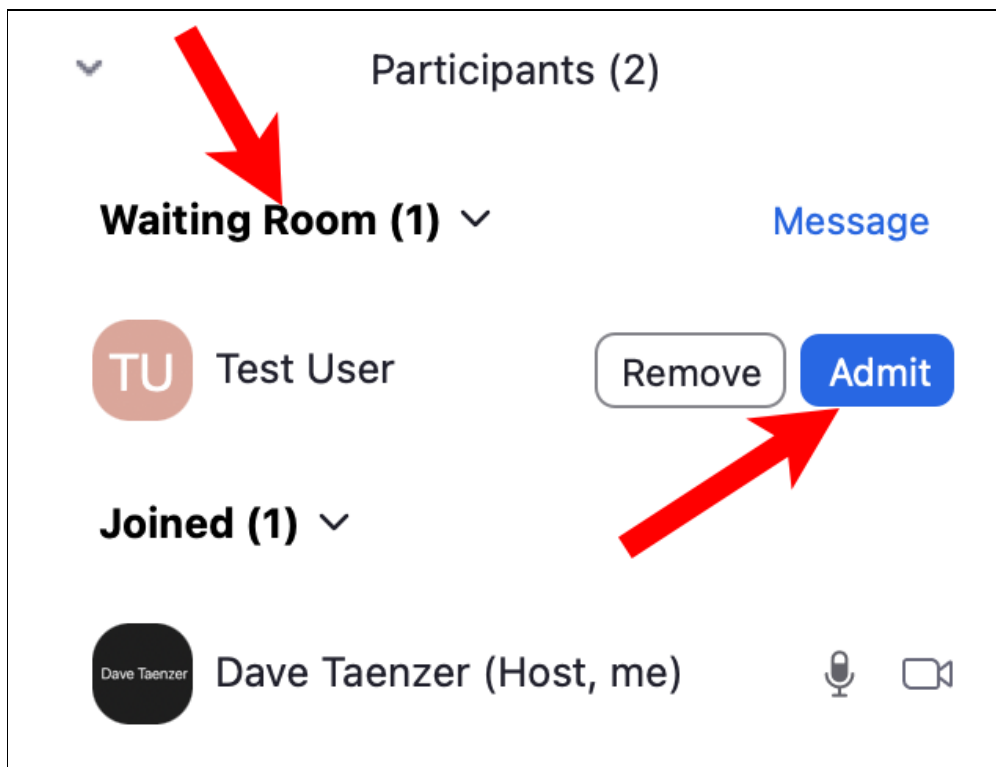 Participants (2)
Waiting Room (1) Message
TU Test User Remove Admit
Joined (1)
Dave Taenzer Dave Taenzer (Host, me)